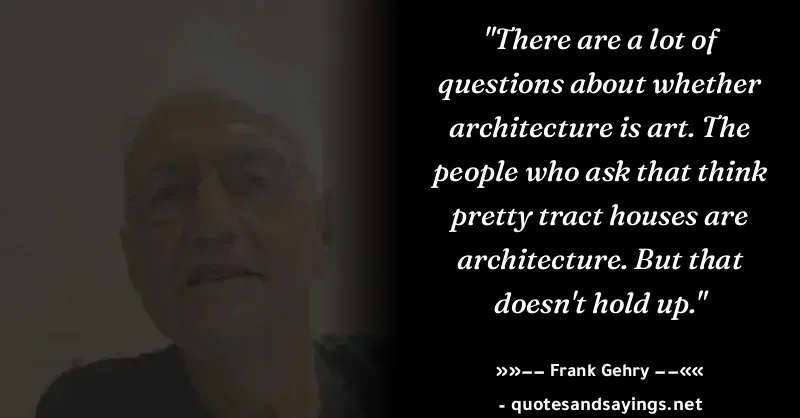 "There are a lot of
questions about whether
architecture is art. The
people who ask that think
pretty tract houses are
architecture. But that
doesn't hold up."
»»−− Frank Gehry −−««
- quotesandsayings.net